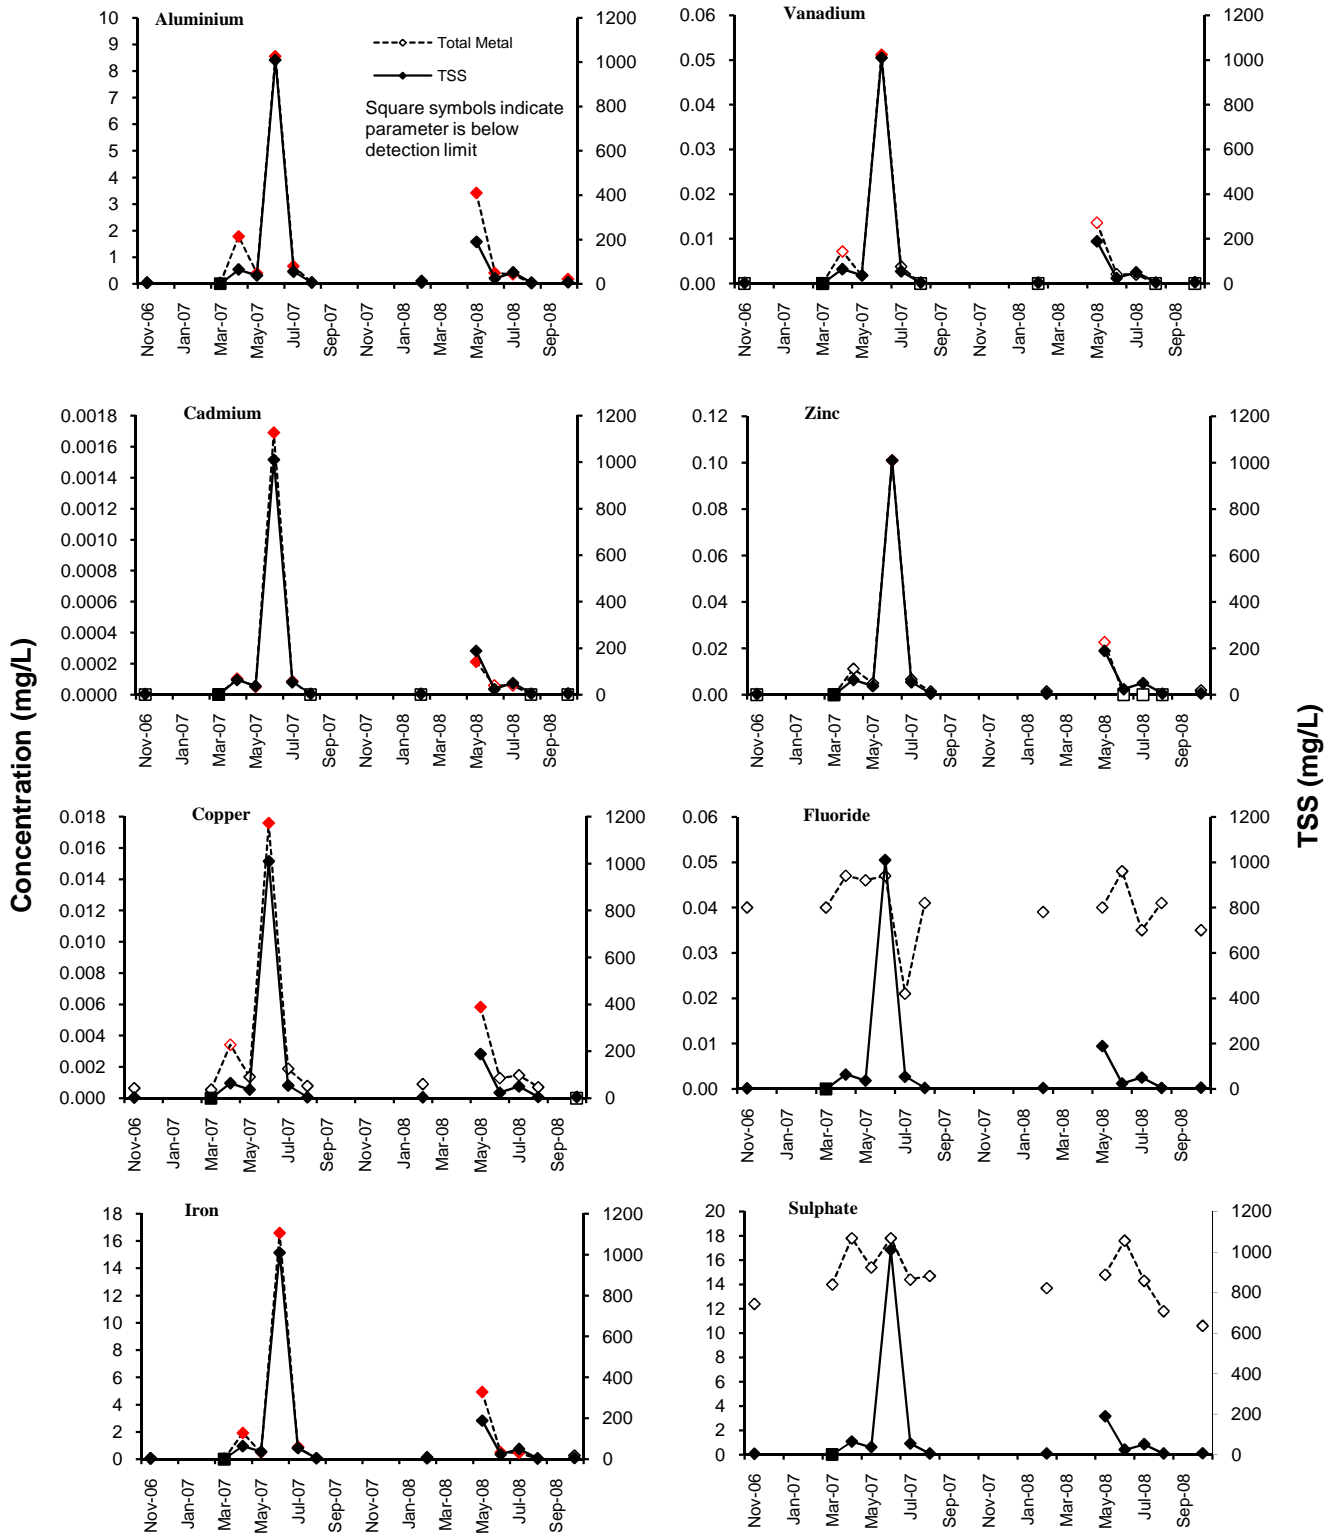 Aluminium
10
9
8
7
6
5
4
3
2
1
0
1200
1000
800
600
400
200
0
Total Metal
TSS
Square symbols indicate
parameter is below
detection limit
Nov-06
Jan-07
Mar-07
May-07
Jul-07
Sep-07
Nov-07
Jan-08
Mar-08
May-08
Jul-08
Sep-08
Vanadium
0.06
0.05
0.04
0.03
0.02
0.01
0.00
1200
1000
800
600
400
200
0
Nov-06
Jan-07
Mar-07
May-07
Jul-07
Sep-07
Nov-07
Jan-08
Mar-08
May-08
Jul-08
Sep-08
Cadmium
0.0018
0.0016
0.0014
0.0012
0.0010
0.0008
0.0006
0.0004
0.0002
0.0000
1200
1000
800
600
400
200
0
Nov-06
Jan-07
Mar-07
May-07
Jul-07
Sep-07
Nov-07
Jan-08
Mar-08
May-08
Jul-08
Sep-08
Zinc
0.12
0.10
0.08
0.06
0.04
0.02
0.00
1200
1000
800
600
400
200
0
Nov-06
Jan-07
Mar-07
May-07
Jul-07
Sep-07
Nov-07
Jan-08
Mar-08
May-08
Jul-08
Sep-08
Concentration (mg/L)
TSS (mg/L)
Copper
0.018
0.016
0.014
0.012
0.010
0.008
0.006
0.004
0.002
0.000
1200
1000
800
600
400
200
0
Nov-06
Jan-07
Mar-07
May-07
Jul-07
Sep-07
Nov-07
Jan-08
Mar-08
May-08
Jul-08
Sep-08
Fluoride
0.06
0.05
0.04
0.03
0.02
0.01
0.00
1200
1000
800
600
400
200
0
Nov-06
Jan-07
Mar-07
May-07
Jul-07
Sep-07
Nov-07
Jan-08
Mar-08
May-08
Jul-08
Sep-08
Iron
18
16
14
12
10
8
6
4
2
0
1200
1000
800
600
400
200
0
Nov-06
Jan-07
Mar-07
May-07
Jul-07
Sep-07
Nov-07
Jan-08
Mar-08
May-08
Jul-08
Sep-08
Sulphate
20
18
16
14
12
10
8
6
4
2
0
1200
1000
800
600
400
200
0
Nov-06
Jan-07
Mar-07
May-07
Jul-07
Sep-07
Nov-07
Jan-08
Mar-08
May-08
Jul-08
Sep-08